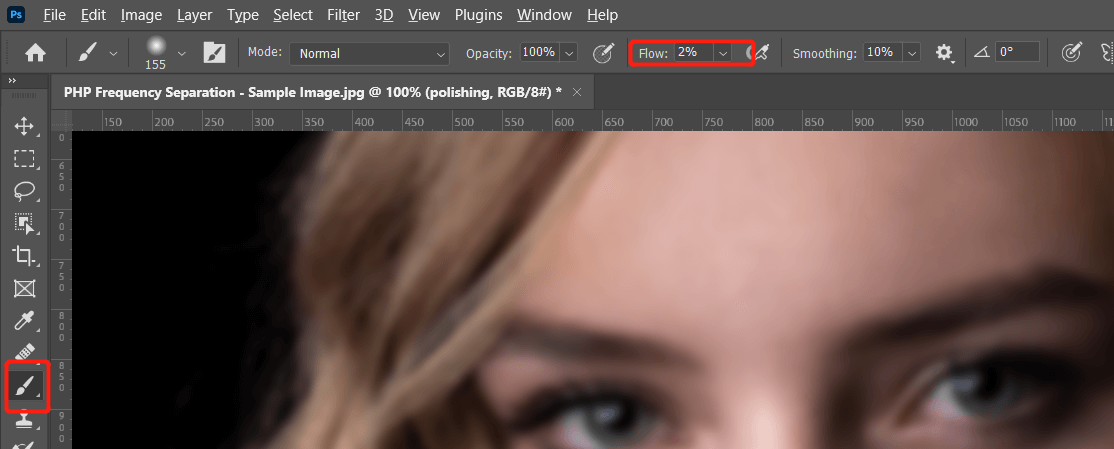 Ps File Edit Image Layer Type Select Filter 3D View Plugins Window Help
155 Mode: Normal Opacity: 100% Flow: 2% Smoothing: 10% 0°
PHP Frequency Separation - Sample Image.jpg @ 100% (polishing, RGB/8#) * ×
150 200 250 300 350 400 450 500 550 600 650 700 750 800 850 900 950 1000 1050 1100
0
650
700
750
800
850
900